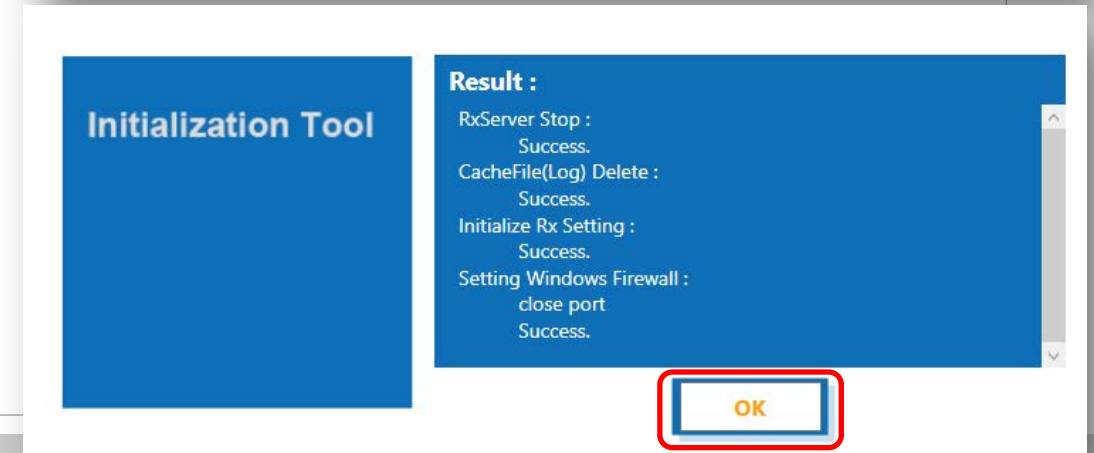 Initialization Tool
Result :
RxServer Stop :
Success.
CacheFile(Log) Delete :
Success.
Initialize Rx Setting :
Success.
Setting Windows Firewall :
close port
Success.
OK